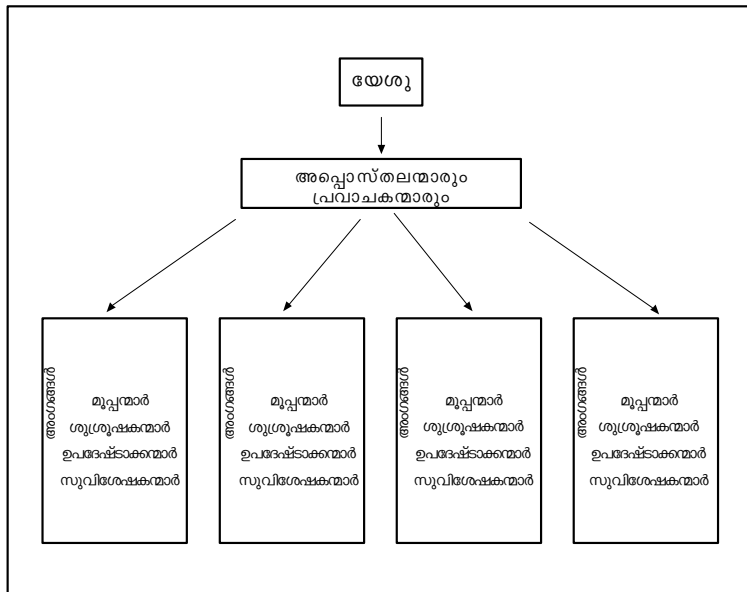 യേശു
അപ്പൊസ്തലന്മാരും
പ്രവാചകന്മാരും
അംഗങ്ങൾ
മൂപ്പന്മാർ
ശുശ്രൂഷകന്മാർ
ഉപദേഷ്ടാക്കന്മാർ
സുവിശേഷകന്മാർ
അംഗങ്ങൾ
മൂപ്പന്മാർ
ശുശ്രൂഷകന്മാർ
ഉപദേഷ്ടാക്കന്മാർ
സുവിശേഷകന്മാർ
അംഗങ്ങൾ
മൂപ്പന്മാർ
ശുശ്രൂഷകന്മാർ
ഉപദേഷ്ടാക്കന്മാർ
സുവിശേഷകന്മാർ
അംഗങ്ങൾ
മൂപ്പന്മാർ
ശുശ്രൂഷകന്മാർ
ഉപദേഷ്ടാക്കന്മാർ
സുവിശേഷകന്മാർ